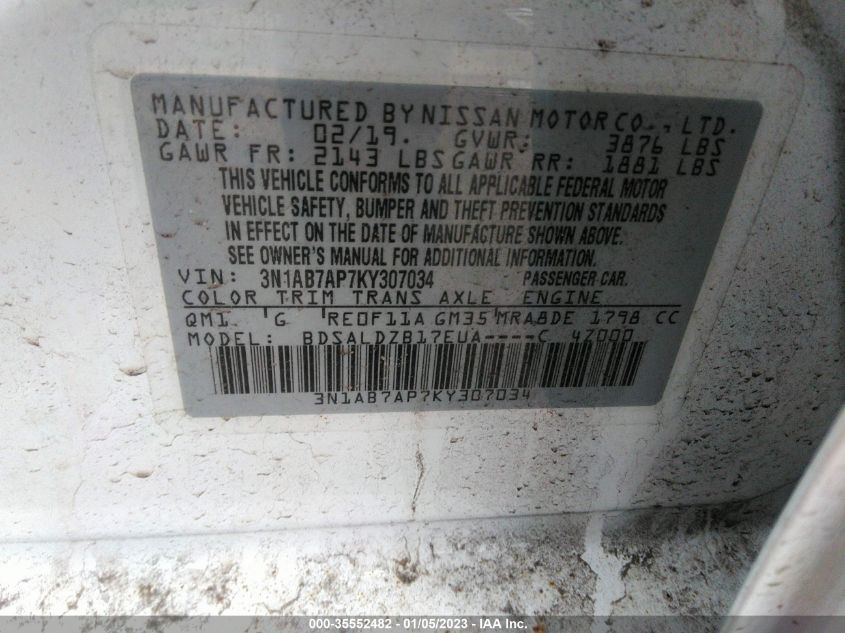 MANUFACTURED BY NISSAN MOTOR CO., LTD.
DATE: 02/19. GVWR: 3876 LBS
GAWR FR: 2143 LBS GAWR RR: 1881 LBS
THIS VEHICLE CONFORMS TO ALL APPLICABLE FEDERAL MOTOR
VEHICLE SAFETY, BUMPER AND THEFT PREVENTION STANDARDS
IN EFFECT ON THE DATE OF MANUFACTURE SHOWN ABOVE.
SEE OWNER'S MANUAL FOR ADDITIONAL INFORMATION.
VIN: 3N1AB7AP7KY307034 PASSENGER CAR.
COLOR TRIM TRANS AXLE ENGINE
QM1 G RE0F11A GM35 MRA8DE 1798 CC
MODEL: BDSALDZB17EUA----C 4Z000
3N1AB7AP7KY307034
000-35552482 - 01/05/2023 - Copyright IAA, Inc.